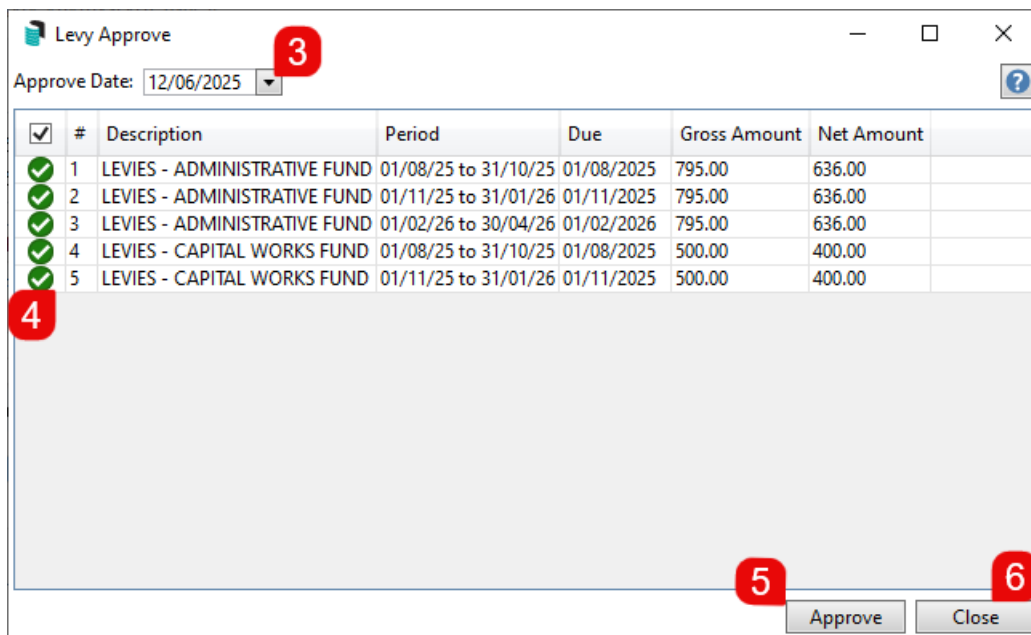 Levy Approve
3
Approve Date: 12/06/2025
?
# Description Period Due Gross Amount Net Amount
1 LEVIES - ADMINISTRATIVE FUND 01/08/25 to 31/10/25 01/08/2025 795.00 636.00
2 LEVIES - ADMINISTRATIVE FUND 01/11/25 to 31/01/26 01/11/2025 795.00 636.00
3 LEVIES - ADMINISTRATIVE FUND 01/02/26 to 30/04/26 01/02/2026 795.00 636.00
4 LEVIES - CAPITAL WORKS FUND 01/08/25 to 31/10/25 01/08/2025 500.00 400.00
5 LEVIES - CAPITAL WORKS FUND 01/11/25 to 31/01/26 01/11/2025 500.00 400.00
4
5 6
Approve Close